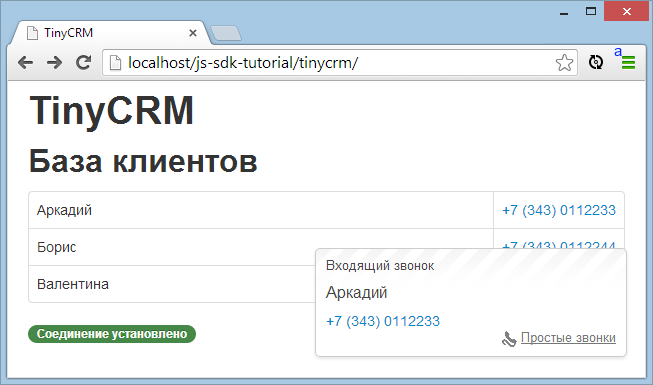 TinyCRM
localhost/js-sdk-tutorial/tinycrm/
a
TinyCRM
База клиентов
Аркадий +7 (343) 0112233
Борис +7 (343) 0112244
Валентина
Входящий звонок
Аркадий
+7 (343) 0112233
Простые звонки
Соединение установлено